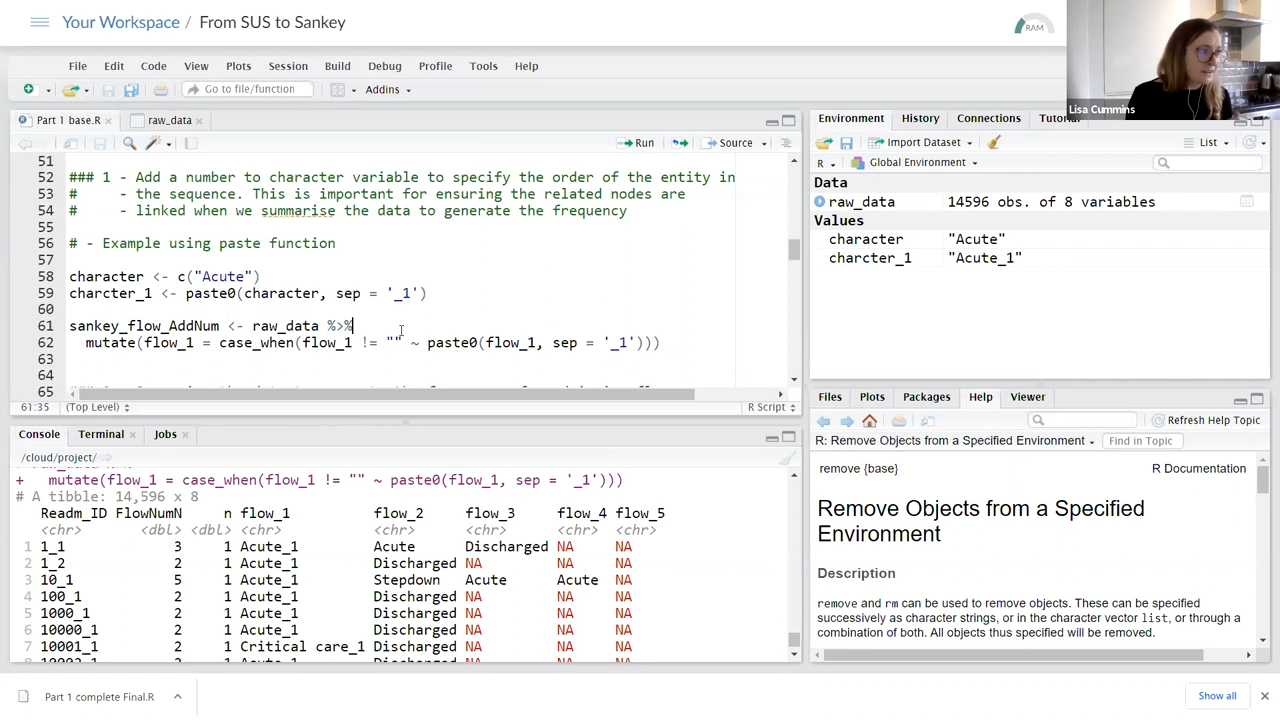 Your Workspace / From SUS to Sankey
RAM
Lisa Cummins
File Edit Code View Plots Session Build Debug Profile Tools Help
Go to file/function Addins
Part 1 base.R raw_data
Run Source
51
52 ### 1 - Add a number to character variable to specify the order of the entity in
53 # - the sequence. This is important for ensuring the related nodes are
54 # - linked when we summarise the data to generate the frequency
55
56 # - Example using paste function
57
58 character <- c("Acute")
59 charcter_1 <- paste0(character, sep = '_1')
60
61 sankey_flow_AddNum <- raw_data %>%
62 mutate(flow_1 = case_when(flow_1 != "" ~ paste0(flow_1, sep = '_1')))
63
64
65
61:35 (Top Level) R Script
Console Terminal Jobs
/cloud/project/
+ mutate(flow_1 = case_when(flow_1 != "" ~ paste0(flow_1, sep = '_1')))
# A tibble: 14,596 x 8
Readm_ID FlowNumN n flow_1 flow_2 flow_3 flow_4 flow_5
<chr> <dbl> <dbl> <chr> <chr> <chr> <chr> <chr>
1 1_1 3 1 Acute_1 Acute Discharged NA NA
2 1_2 2 1 Acute_1 Discharged NA NA NA
3 10_1 5 1 Acute_1 Stepdown Acute Acute NA
4 100_1 2 1 Acute_1 Discharged NA NA NA
5 1000_1 2 1 Acute_1 Discharged NA NA NA
6 10000_1 2 1 Acute_1 Discharged NA NA NA
7 10001_1 2 1 Critical care_1 Discharged NA NA NA
Environment History Connections Tutorial
Import Dataset List
R Global Environment
Data
raw_data 14596 obs. of 8 variables
Values
character "Acute"
charcter_1 "Acute_1"
Files Plots Packages Help Viewer
Refresh Help Topic
R: Remove Objects from a Specified Environment Find in Topic
remove {base} R Documentation
Remove Objects from a Specified
Environment
Description
remove and rm can be used to remove objects. These can be specified
successively as character strings, or in the character vector list, or through a
combination of both. All objects thus specified will be removed.
Part 1 complete Final.R
Show all